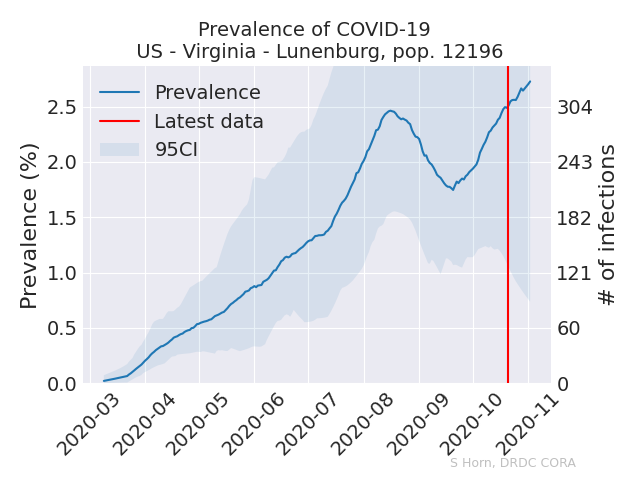 Prevalence of COVID-19
US - Virginia - Lunenburg, pop. 12196
Prevalence
Latest data
95CI
Prevalence (%)
2.5
2.0
1.5
1.0
0.5
0.0
304
243
182
121
60
0
# of infections
2020-03
2020-04
2020-05
2020-06
2020-07
2020-08
2020-09
2020-10
2020-11
S Horn, DRDC CORA